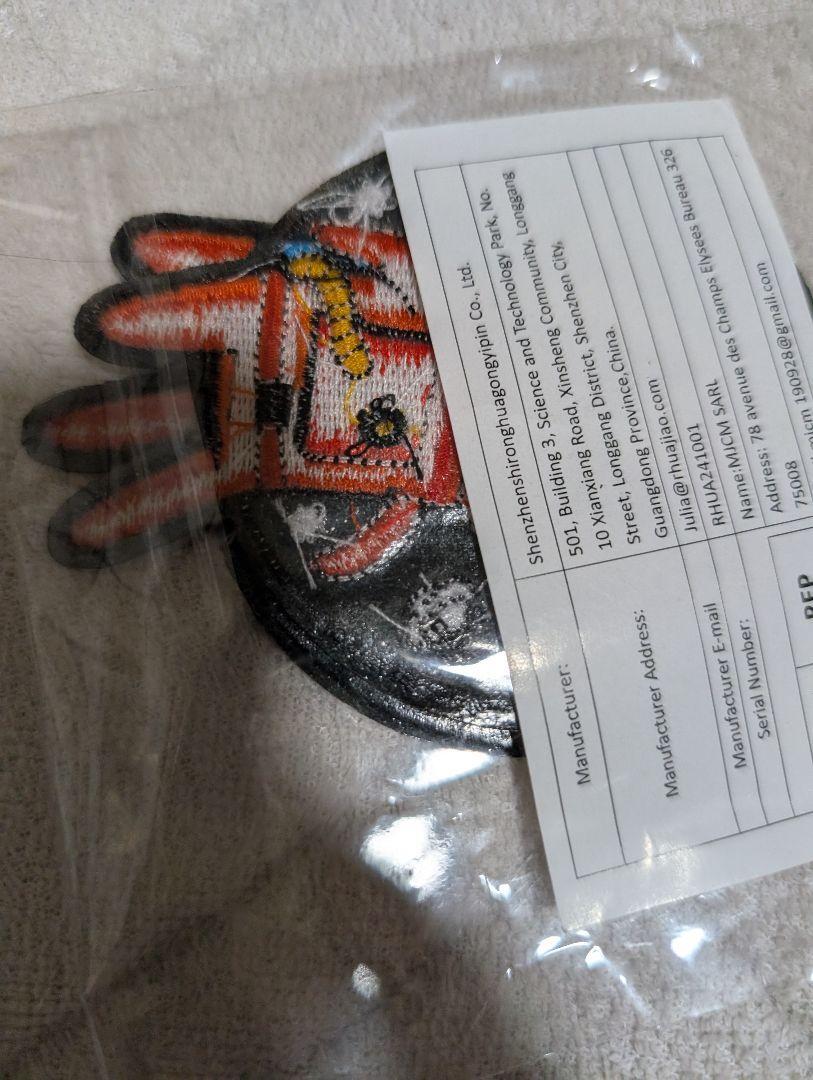 Manufacturer:
Shenzhenshironghuagongyipin Co., Ltd.
Manufacturer Address:
501, Building 3, Science and Technology Park, No.
10 Xianxiang Road, Xinsheng Community, Longgang
Street, Longgang District, Shenzhen City,
Guangdong Province,China.
Manufacturer E-mail
Julia@rhuajiao.com
Serial Number:
RHUA241001
Name:MICM SARL
Address: 78 avenue des Champs Elysees Bureau 326
75008
micm 190928@gmail.com
REP